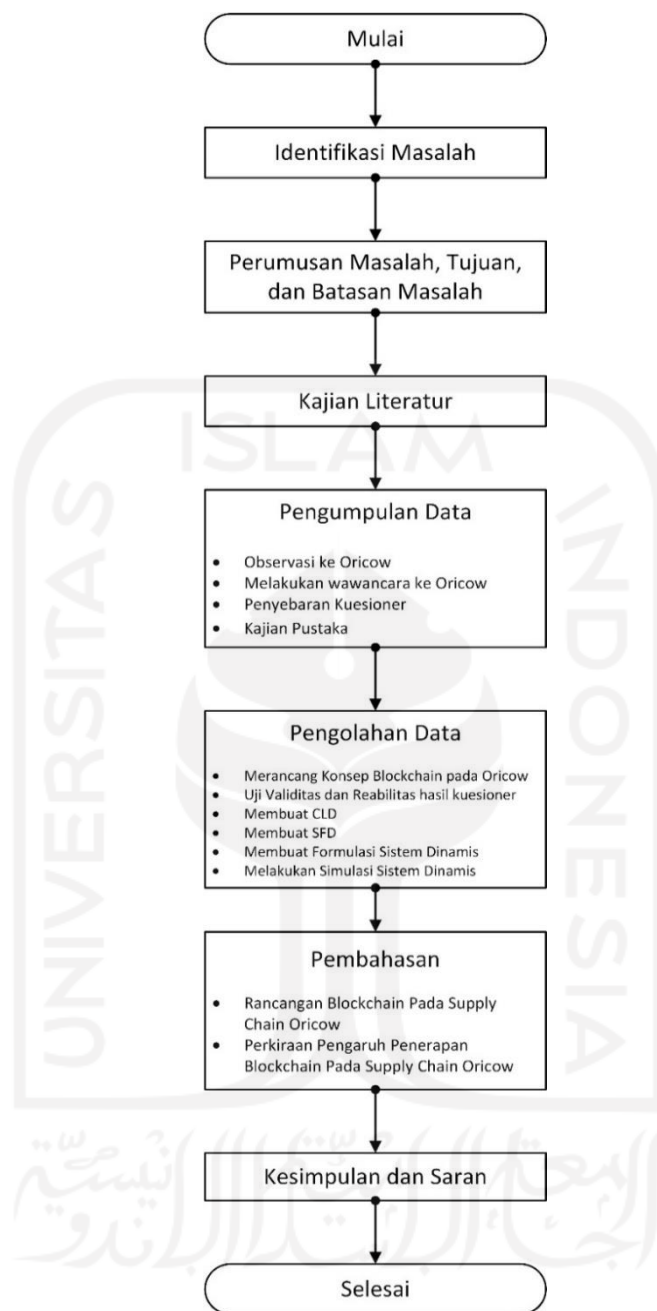 Mulai
Identifikasi Masalah
Perumusan Masalah, Tujuan,
dan Batasan Masalah
Kajian Literatur
ISLAM
UNIVERSITAS
INDONESIA
Pengumpulan Data
• Observasi ke Oricow
• Melakukan wawancara ke Oricow
• Penyebaran Kuesioner
• Kajian Pustaka
Pengolahan Data
• Merancang Konsep Blockchain pada Oricow
• Uji Validitas dan Reabilitas hasil kuesioner
• Membuat CLD
• Membuat SFD
• Membuat Formulasi Sistem Dinamis
• Melakukan Simulasi Sistem Dinamis
Pembahasan
• Rancangan Blockchain Pada Supply
Chain Oricow
• Perkiraan Pengaruh Penerapan
Blockchain Pada Supply Chain Oricow
Kesimpulan dan Saran
Selesai